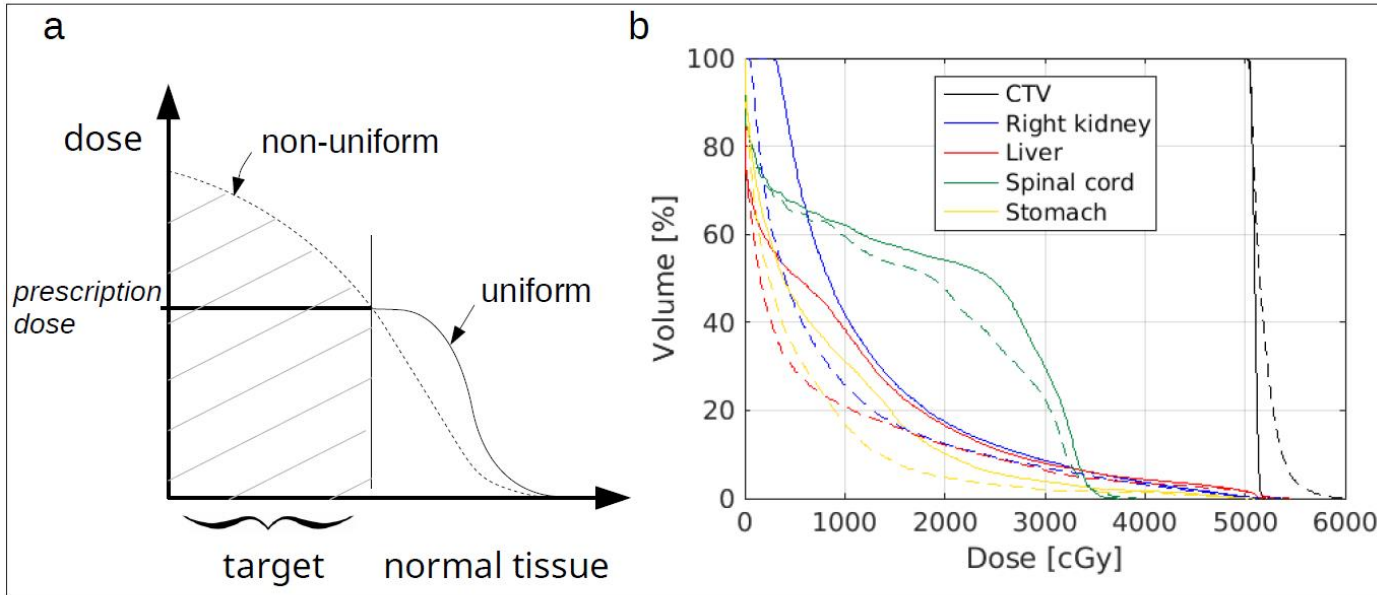 a
dose
non-uniform
prescription
dose
uniform
target
normal tissue
b
Volume [%]
100
80
60
40
20
0
CTV
Right kidney
Liver
Spinal cord
Stomach
0 1000 2000 3000 4000 5000 6000
Dose [cGy]